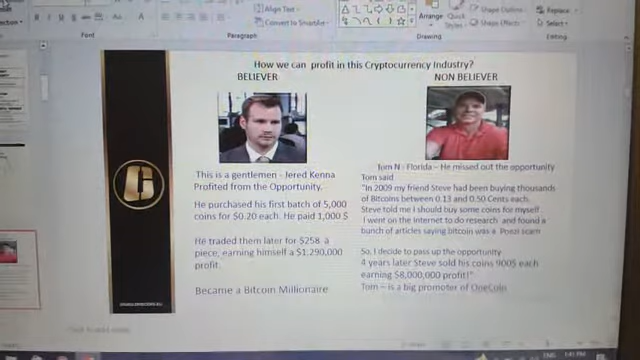 Align Text
Convert to SmartArt
Arrange
Quick
Styles
Shape Outline
Shape Effects
Replace
Select
Font
Paragraph
Drawing
Editing
How we can profit in this Cryptocurrency Industry?
BELIEVER
NON BELIEVER
This is a gentlemen - Jered Kenna
Profited from the Opportunity.
He purchased his first batch of 5,000
coins for $0.20 each. He paid 1,000 $
He traded them later for $258 a
piece, earning himself a $1,290,000
profit.
Became a Bitcoin Millionaire
Tom N - Florida – He missed out the opportunity
Tom said
"In 2009 my friend Steve had been buying thousands
of Bitcoins between 0.13 and 0.50 Cents each.
Steve told me I should buy some coins for myself.
I went on the internet to do research and found a
bunch of articles saying bitcoin was a Ponzi scam
So, I decide to pass up the opportunity
4 years later Steve sold his coins 900$ each
earning $8,000,000 profit!"
Tom – is a big promoter of OneCoin
ENG
1:41 PM